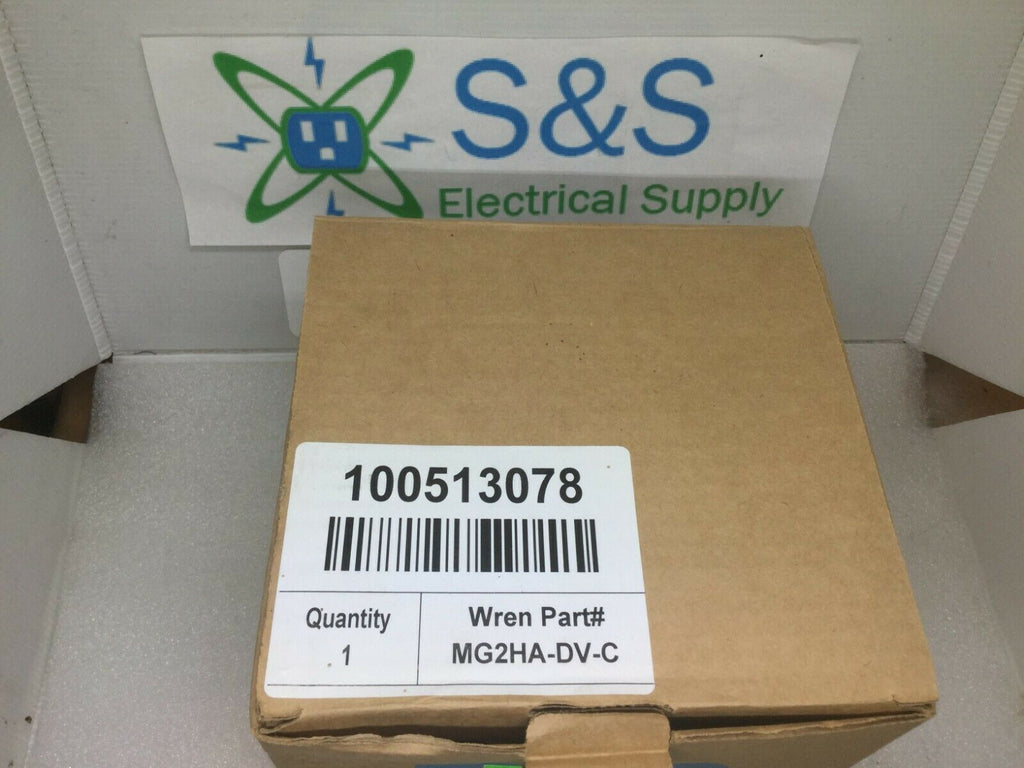 S&S
Electrical Supply
100513078
Quantity
1
Wren Part#
MG2HA-DV-C